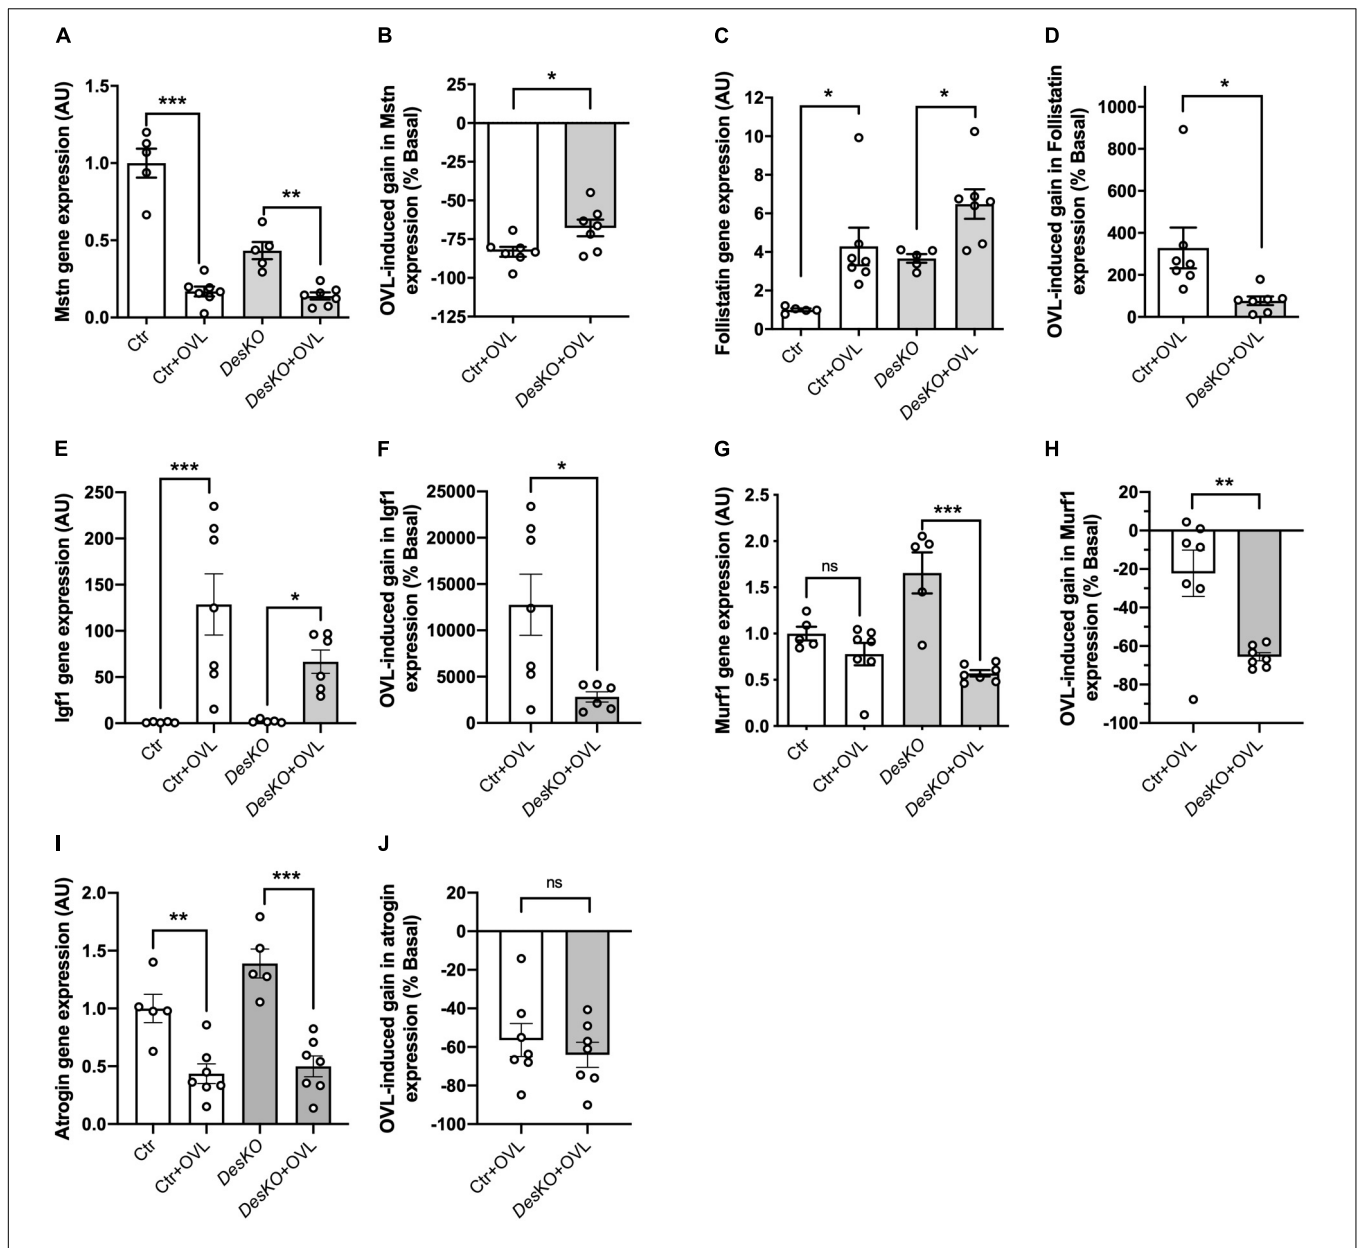 A
Mstn gene expression (AU)
1.5
1.0
0.5
0.0
***
**
Ctr
Ctr+OVL
DesKO
DesKO+OVL
B
OVL-induced gain in Mstn
expression (% Basal)
25
0
-25
-50
-75
-100
-125
*
Ctr+OVL
DesKO+OVL
C
Follistatin gene expression (AU)
12
10
8
6
4
2
0
*
*
Ctr
Ctr+OVL
DesKO
DesKO+OVL
D
OVL-induced gain in Follistatin
expression (% Basal)
1000
800
600
400
200
0
*
Ctr+OVL
DesKO+OVL
E
Igf1 gene expression (AU)
250
200
150
100
50
0
***
*
Ctr
Ctr+OVL
DesKO
DesKO+OVL
F
OVL-induced gain in Igf1
expression (% Basal)
25000
20000
15000
10000
5000
0
*
Ctr+OVL
DesKO+OVL
G
Murf1 gene expression (AU)
2.5
2.0
1.5
1.0
0.5
0.0
ns
***
Ctr
Ctr+OVL
DesKO
DesKO+OVL
H
OVL-induced gain in Murf1
expression (% Basal)
20
0
-20
-40
-60
-80
-100
**
Ctr+OVL
DesKO+OVL
I
Atrogin gene expression (AU)
2.0
1.5
1.0
0.5
0.0
**
***
Ctr
Ctr+OVL
DesKO
DesKO+OVL
J
OVL-induced gain in atrogin
expression (% Basal)
20
0
-20
-40
-60
-80
-100
ns
Ctr+OVL
DesKO+OVL